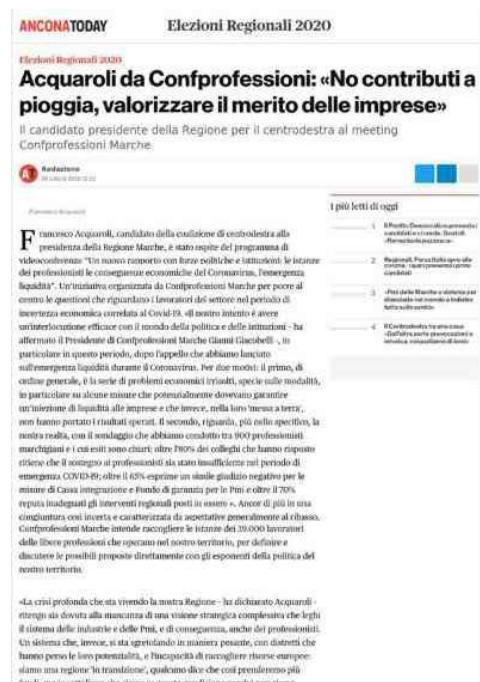 ANCONATODAY
Elezioni Regionali 2020
Elezioni Regionali 2020
Acquaroli da Confprofessioni: «No contributi a
pioggia, valorizzare il merito delle imprese»
Il candidato presidente della Regione per il centrodestra al meeting
Confprofessioni Marche
Redazione
Francesco Acquaroli
Francesco Acquaroli, candidato della coalizione di centrodestra alla
presidenza della Regione Marche, è stato ospite del programma di
videoconferenze "Un nuovo rapporto con forze politiche e istituzioni: le istanze
dei professionisti le conseguenze economiche del Coronavirus, l'emergenza
liquidità". Un'iniziativa organizzata da Confprofessioni Marche per porre al
centro le questioni che riguardano i lavoratori del settore nel periodo di
incertezza economica correlata al Covid-19. «Il nostro intento è avere
un'interlocuzione efficace con il mondo della politica e delle istituzioni - ha
affermato il Presidente di Confprofessioni Marche Gianni Giacobelli -, in
particolare in questo periodo, dopo l'appello che abbiamo lanciato
sull'emergenza liquidità durante il Coronavirus. Per due motivi: il primo, di
ordine generale, è la serie di problemi economici irrisolti, specie sulle modalità,
in particolare su alcune misure che potenzialmente dovevano garantire
un'iniezione di liquidità alle imprese e che invece, nella loro 'messa a terra',
non hanno portato i risultati sperati. Il secondo, riguarda, più nello specifico, la
nostra realtà, con il sondaggio che abbiamo condotto tra 900 professionisti
marchigiani e i cui esiti sono chiari: oltre l'80% dei colleghi che hanno risposto
ritiene che il sostegno ai professionisti sia stato insufficiente nel periodo di
emergenza COVID-19; oltre il 65% esprime un simile giudizio negativo per le
misure di Cassa integrazione e Fondo di garanzia per le Pmi e oltre il 70%
reputa inadeguati gli interventi regionali posti in essere ». Ancor di più in una
congiuntura così incerta e caratterizzata da aspettative generalmente al ribasso,
Confprofessioni Marche intende raccogliere le istanze dei 39.000 lavoratori
delle libere professioni che operano nel nostro territorio, per definire e
discutere le possibili proposte direttamente con gli esponenti della politica del
nostro territorio.
«La crisi profonda che sta vivendo la nostra Regione - ha dichiarato Acquaroli -
ritengo sia dovuta alla mancanza di una visione strategica complessiva che leghi
il sistema delle industrie e delle Pmi, e di conseguenza, anche dei professionisti.
Un sistema che, invece, si sta sgretolando in maniera pesante, con distretti che
hanno perso le loro potenzialità, e l'incapacità di raccogliere risorse europee:
siamo una regione 'in transizione', qualcuno dice che così prenderemo più
I più letti di oggi
1
2
3
4